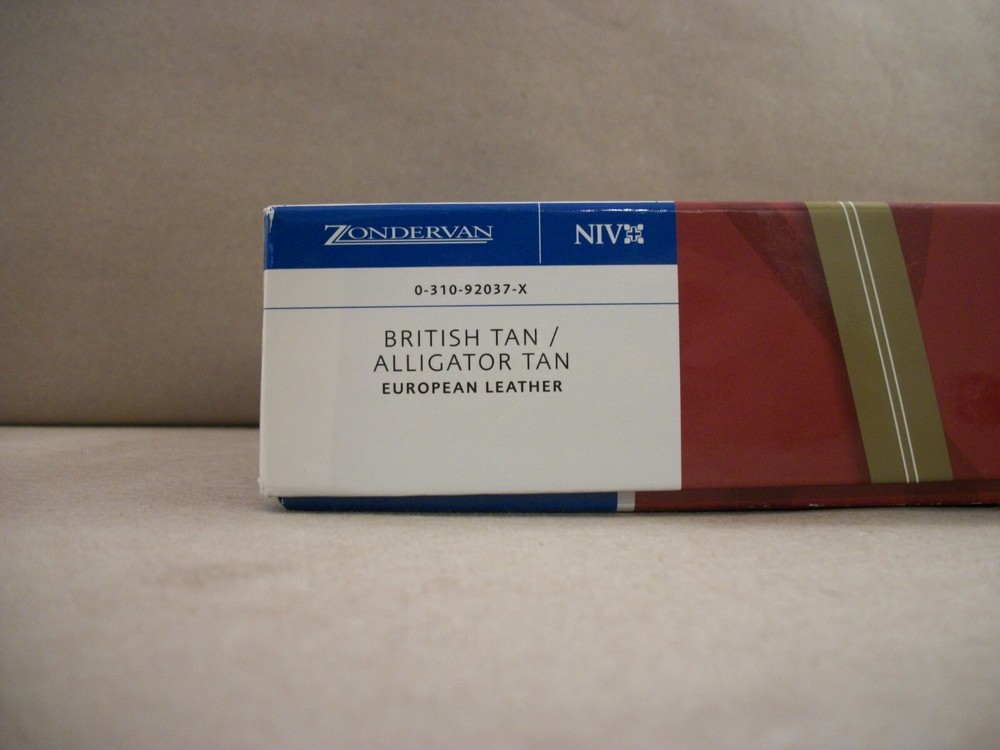 ZONDERVAN NIV
0-310-92037-X
BRITISH TAN /
ALLIGATOR TAN
EUROPEAN LEATHER